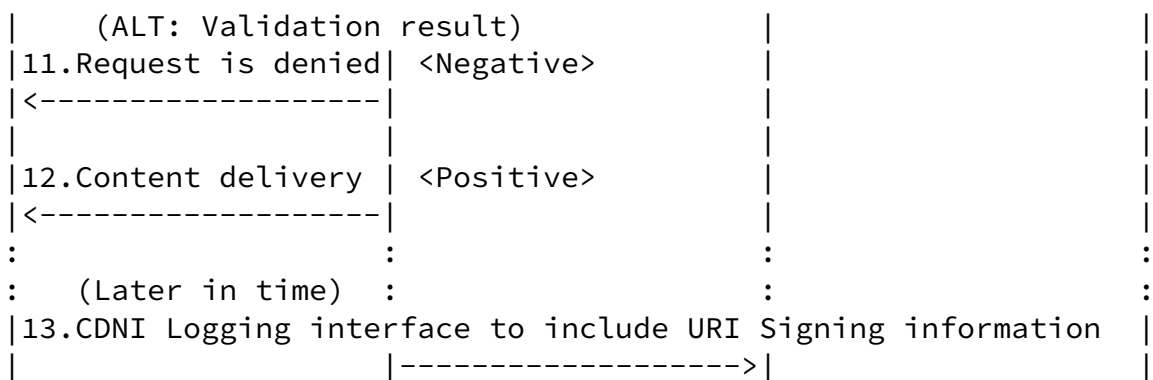 |     (ALT: Validation result)                |                    |
|11.Request is denied| <Negative>             |                    |
|<-------------------|                    |                    |
|                    |                    |                    |
|12.Content delivery | <Positive>         |                    |
|<-------------------|                    |                    |
:                    :                    :                    :
:   (Later in time)  :                    :                    :
|13.CDNI Logging interface to include URI Signing information  |
|                    |------------------->|                    |